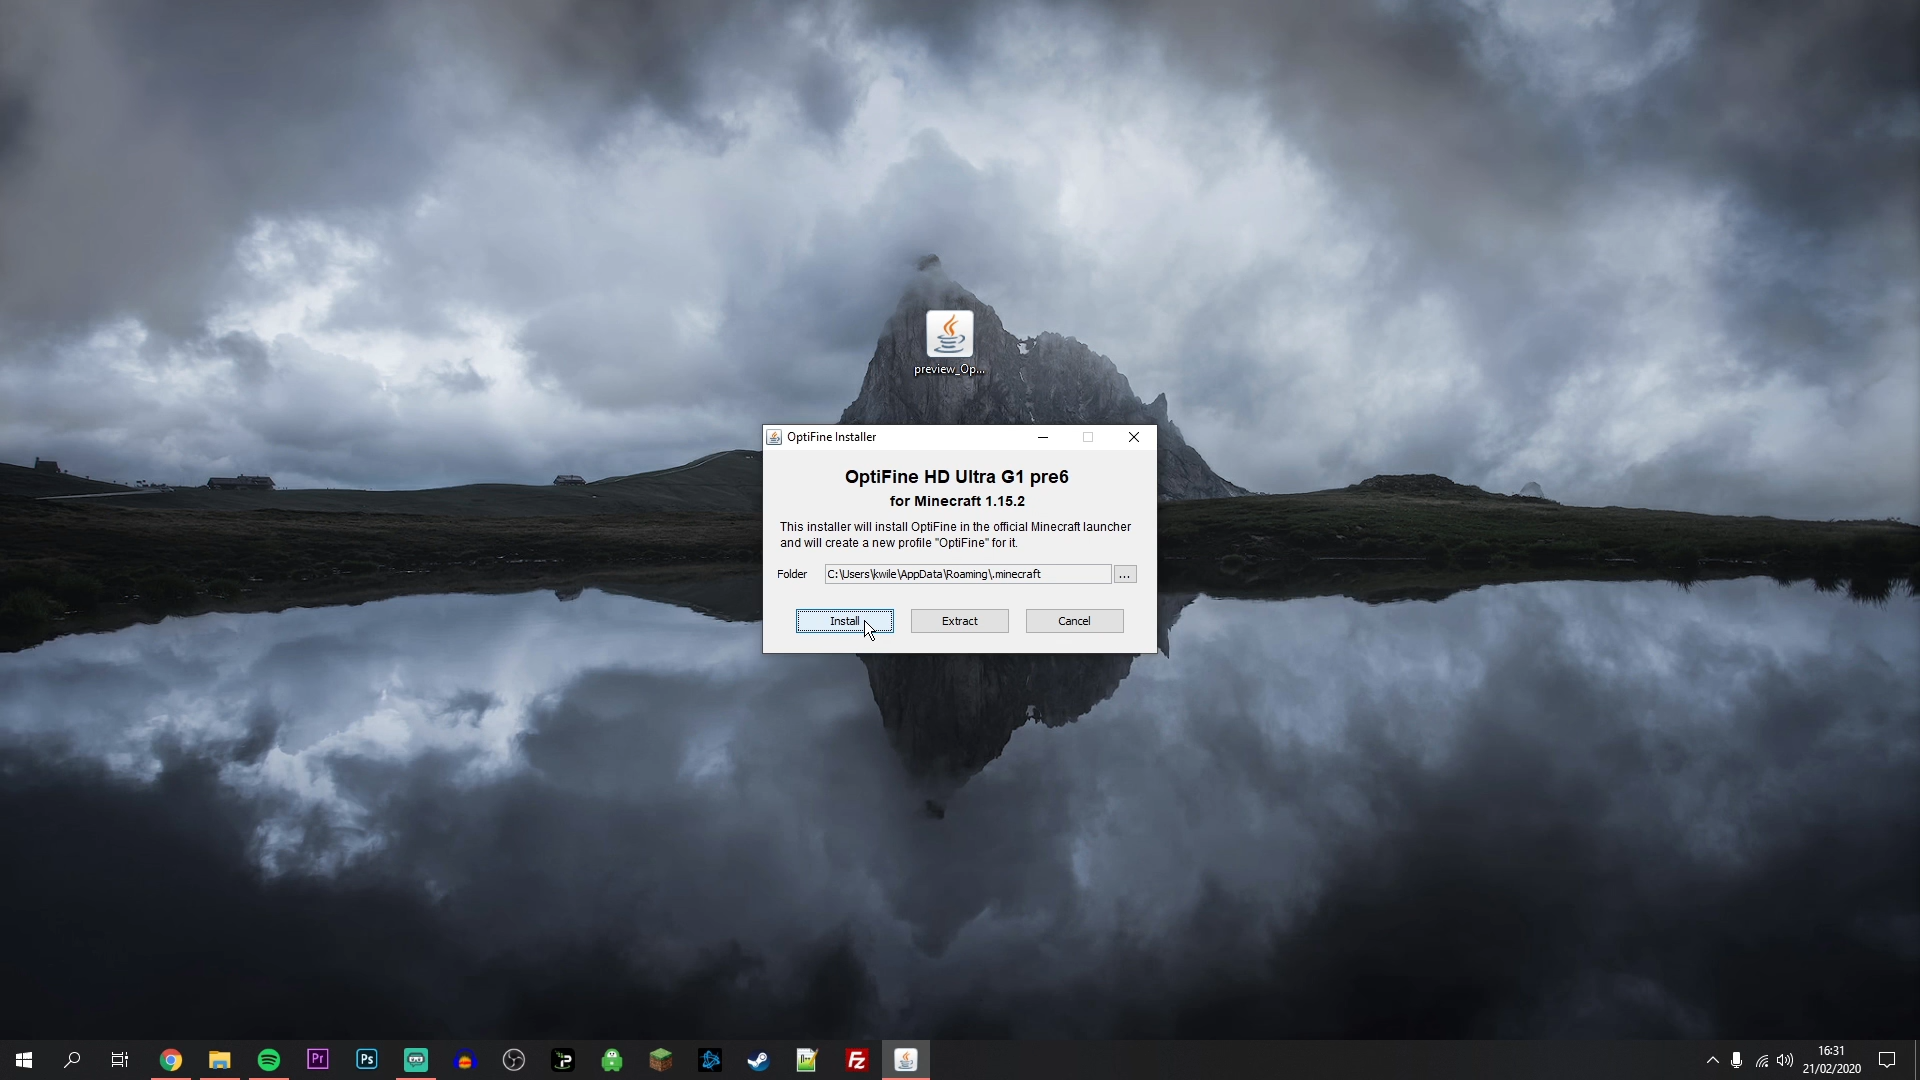 preview_Op...
OptiFine Installer
OptiFine HD Ultra G1 pre6
for Minecraft 1.15.2
This installer will install OptiFine in the official Minecraft launcher
and will create a new profile "OptiFine" for it.
Folder C:\Users\kwile\AppData\Roaming\.minecraft ...
Install Extract Cancel
Pr Ps FZ
16:31
21/02/2020